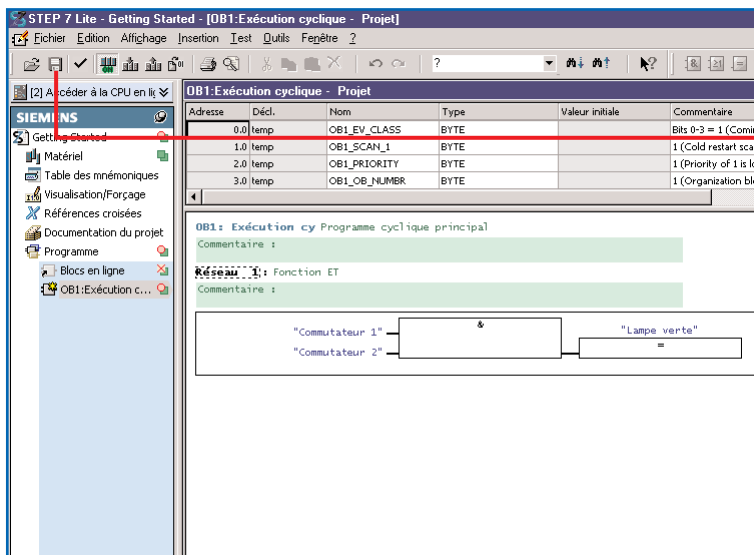 STEP 7 Lite - Getting Started - [OB1:Exécution cyclique - Projet]
Fichier Edition Affichage Insertion Test Outils Fenêtre ?
?
[2] Accéder à la CPU en lig
SIEMENS
Getting Started
Matériel
Table des mnémoniques
Visualisation/Forçage
Références croisées
Documentation du projet
Programme
Blocs en ligne
OB1:Exécution c...
OB1:Exécution cyclique - Projet
Adresse Décl. Nom Type Valeur initiale Commentaire
0.0 temp OB1_EV_CLASS BYTE Bits 0-3 = 1 (Comin
1.0 temp OB1_SCAN_1 BYTE 1 (Cold restart sca
2.0 temp OB1_PRIORITY BYTE 1 (Priority of 1 is lo
3.0 temp OB1_OB_NUMBR BYTE 1 (Organization blo
OB1: Exécution cy Programme cyclique principal
Commentaire :
Réseau 1 : Fonction ET
Commentaire :
&
"Commutateur 1"
"Commutateur 2"
"Lampe verte"
=